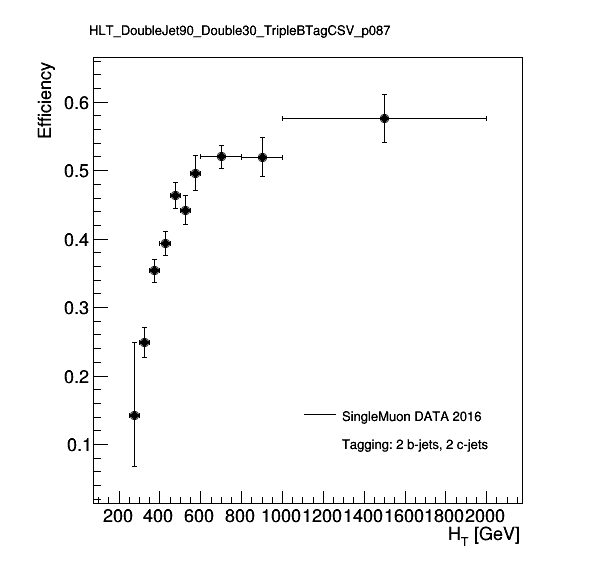 HLT_DoubleJet90_Double30_TripleBTagCSV_p087
Efficiency
0.6
0.5
0.4
0.3
0.2
0.1
SingleMuon DATA 2016
Tagging: 2 b-jets, 2 c-jets
200 400 600 800 1000 1200 1400 1600 1800 2000
H_T [GeV]